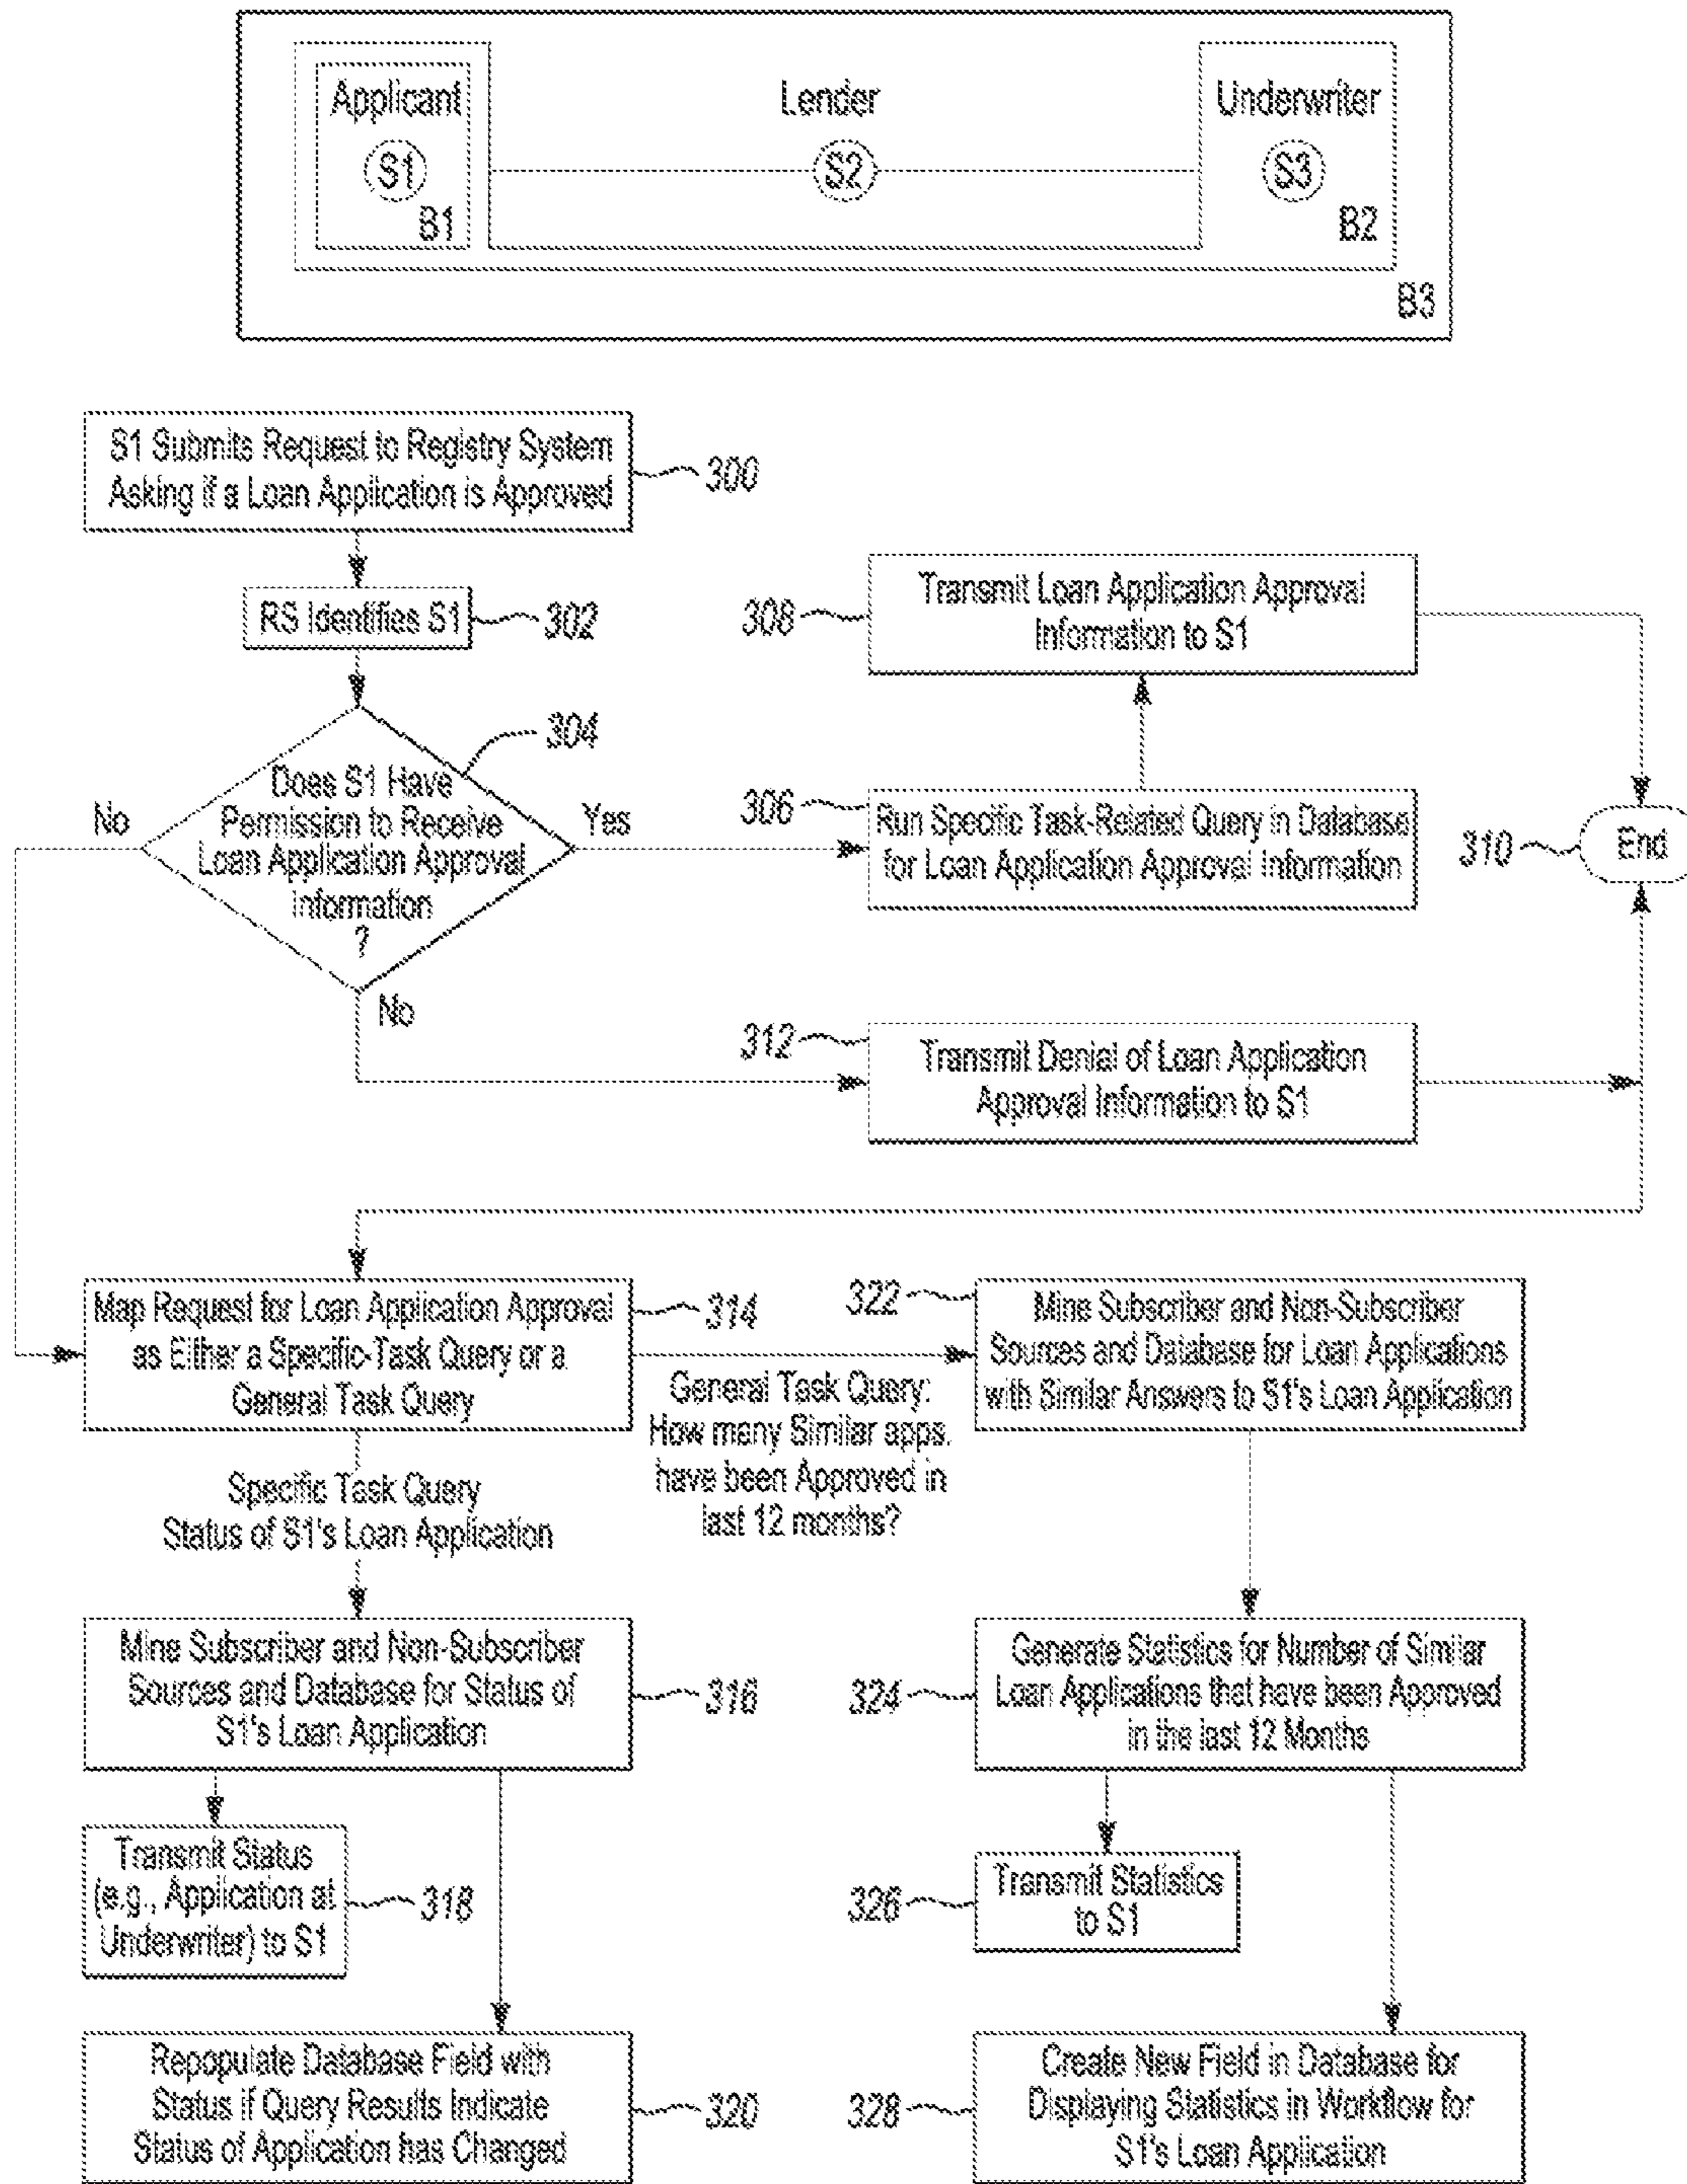 Applicant
Lender
Underwriter
S1
S2
S3
B1
B2
B3
S1 Submits Request to Registry System
Asking if a Loan Application is Approved
300
RS Identifies S1
302
304
Does S1 Have
Permission to Receive
Loan Application Approval
information
?
No
Yes
No
308
Transmit Loan Application Approval
Information to S1
306
Run Specific Task-Related Query in Database
for Loan Application Approval Information
310
End
312
Transmit Denial of Loan Application
Approval Information to S1
Map Request for Loan Application Approval
as Either a Specific-Task Query or a
General Task Query
314
General Task Query:
How many Similar apps.
have been Approved in
last 12 months?
322
Mine Subscriber and Non-Subscriber
Sources and Database for Loan Applications
with Similar Answers to S1's Loan Application
Specific Task Query
Status of S1's Loan Application
Mine Subscriber and Non-Subscriber
Sources and Database for Status of
S1's Loan Application
316
324
Generate Statistics for Number of Similar
Loan Applications that have been Approved
in the last 12 Months
Transmit Status
(e.g., Application at
Underwriter) to S1
318
326
Transmit Statistics
to S1
Repopulate Database Field with
Status if Query Results Indicate
Status of Application has Changed
320
328
Create New Field in Database for
Displaying Statistics in Workflow for
S1's Loan Application